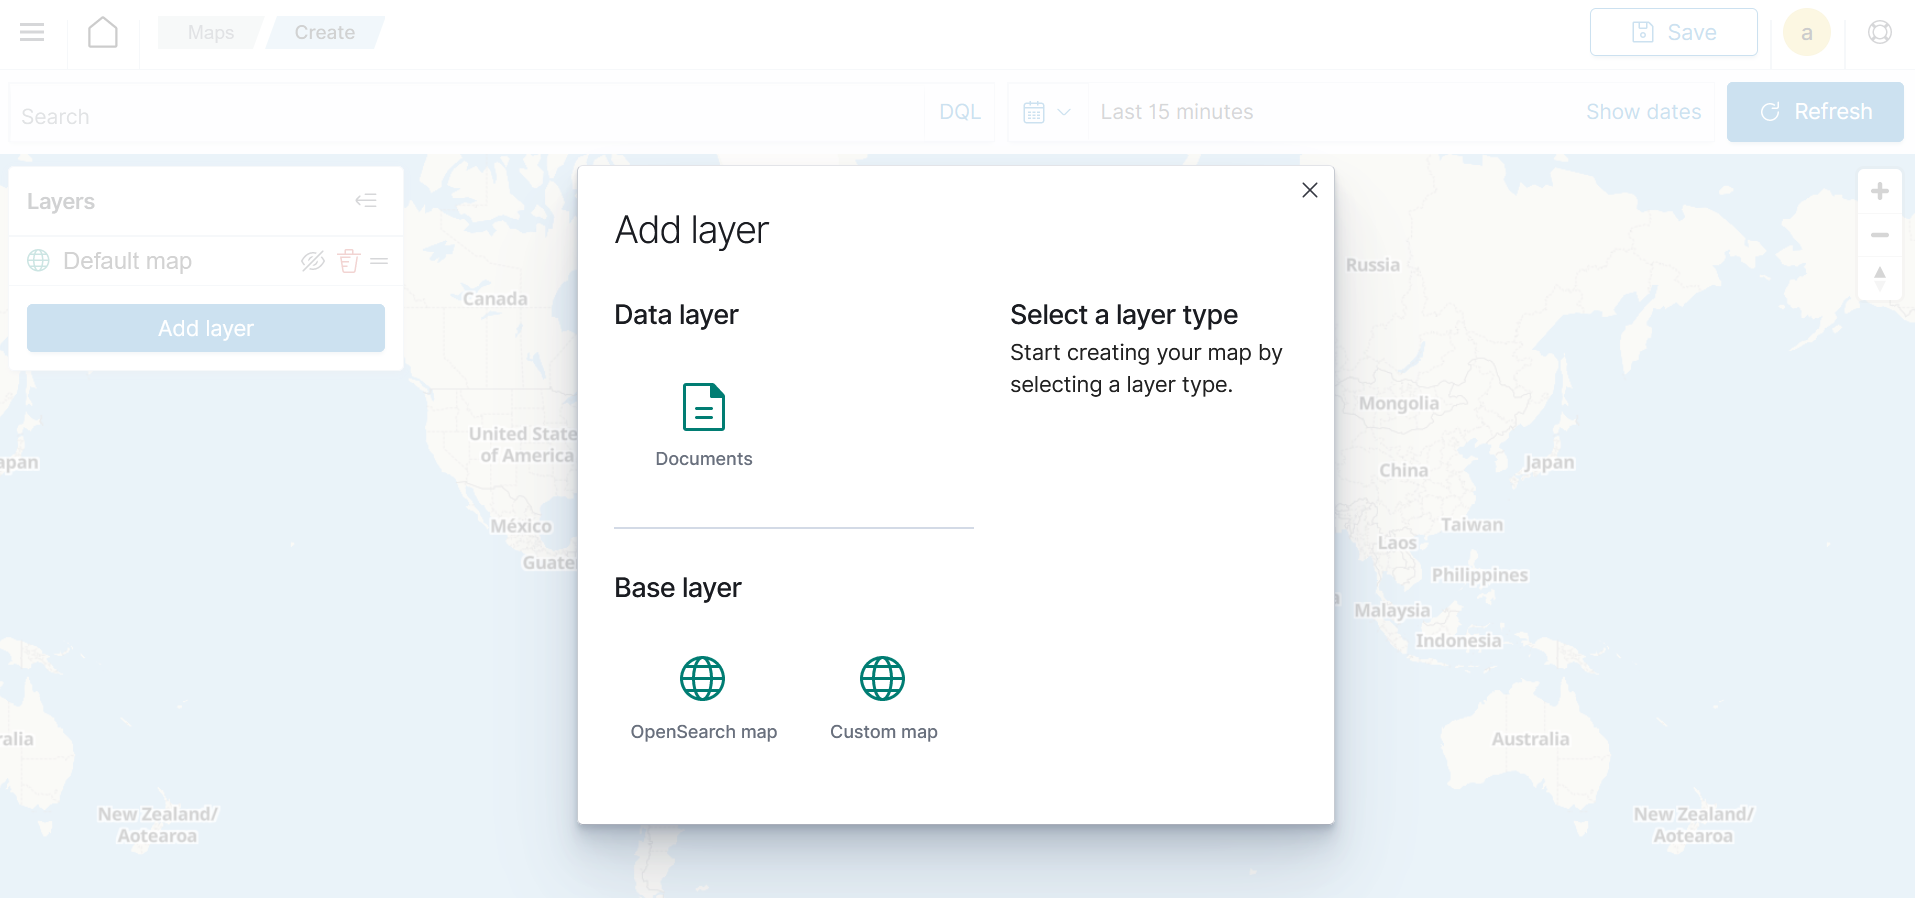 Maps
Create
Save
a
Search
DQL
Last 15 minutes
Show dates
Refresh
Layers
Default map
Add layer
Add layer
Data layer
Documents
Base layer
OpenSearch map
Custom map
Select a layer type
Start creating your map by
selecting a layer type.
Canada
United State
of America
México
Guate
apan
ralia
New Zealand/
Aotearoa
Russia
Mongolia
China
Japan
Taiwan
Laos
Philippines
a
Malaysia
Indonesia
Australia
New Zealand/
Aotearoa